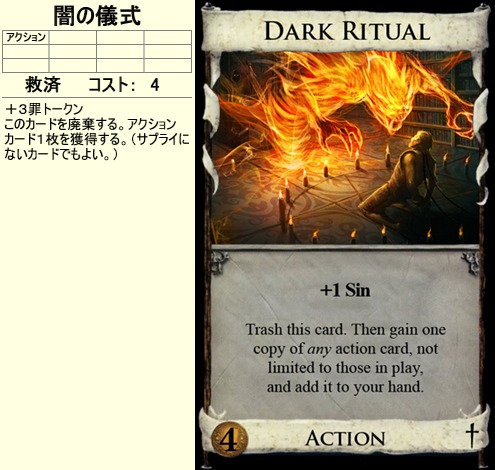 闇の儀式
アクション
救済 コスト： 4
＋３罪トークン
このカードを廃棄する。アクション
カード１枚を獲得する。（サプライに
ないカードでもよい。）
DARK RITUAL
+1 Sin
Trash this card. Then gain one
copy of any action card, not
limited to those in play,
and add it to your hand.
4
ACTION
†